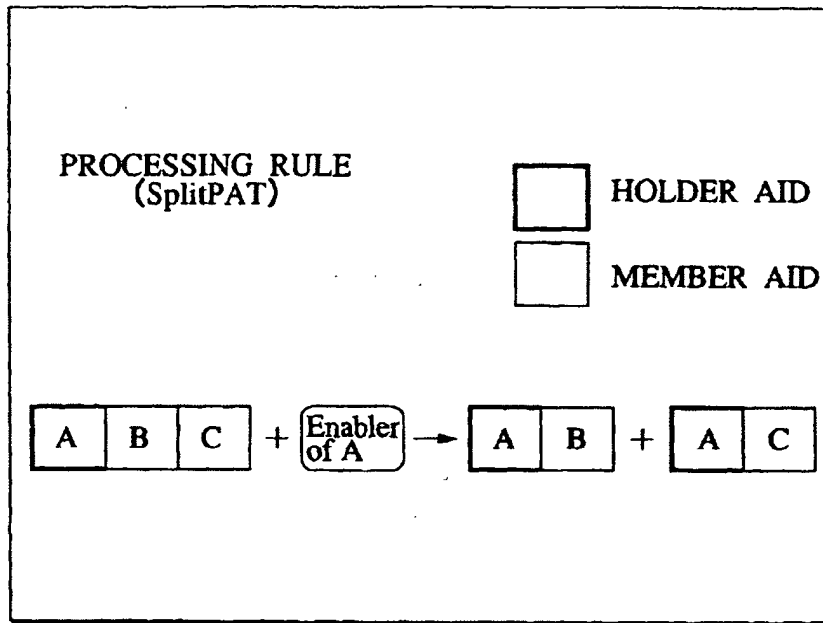 PROCESSING RULE
(SplitPAT)
HOLDER AID
MEMBER AID
A B C + Enabler of A → A B + A C